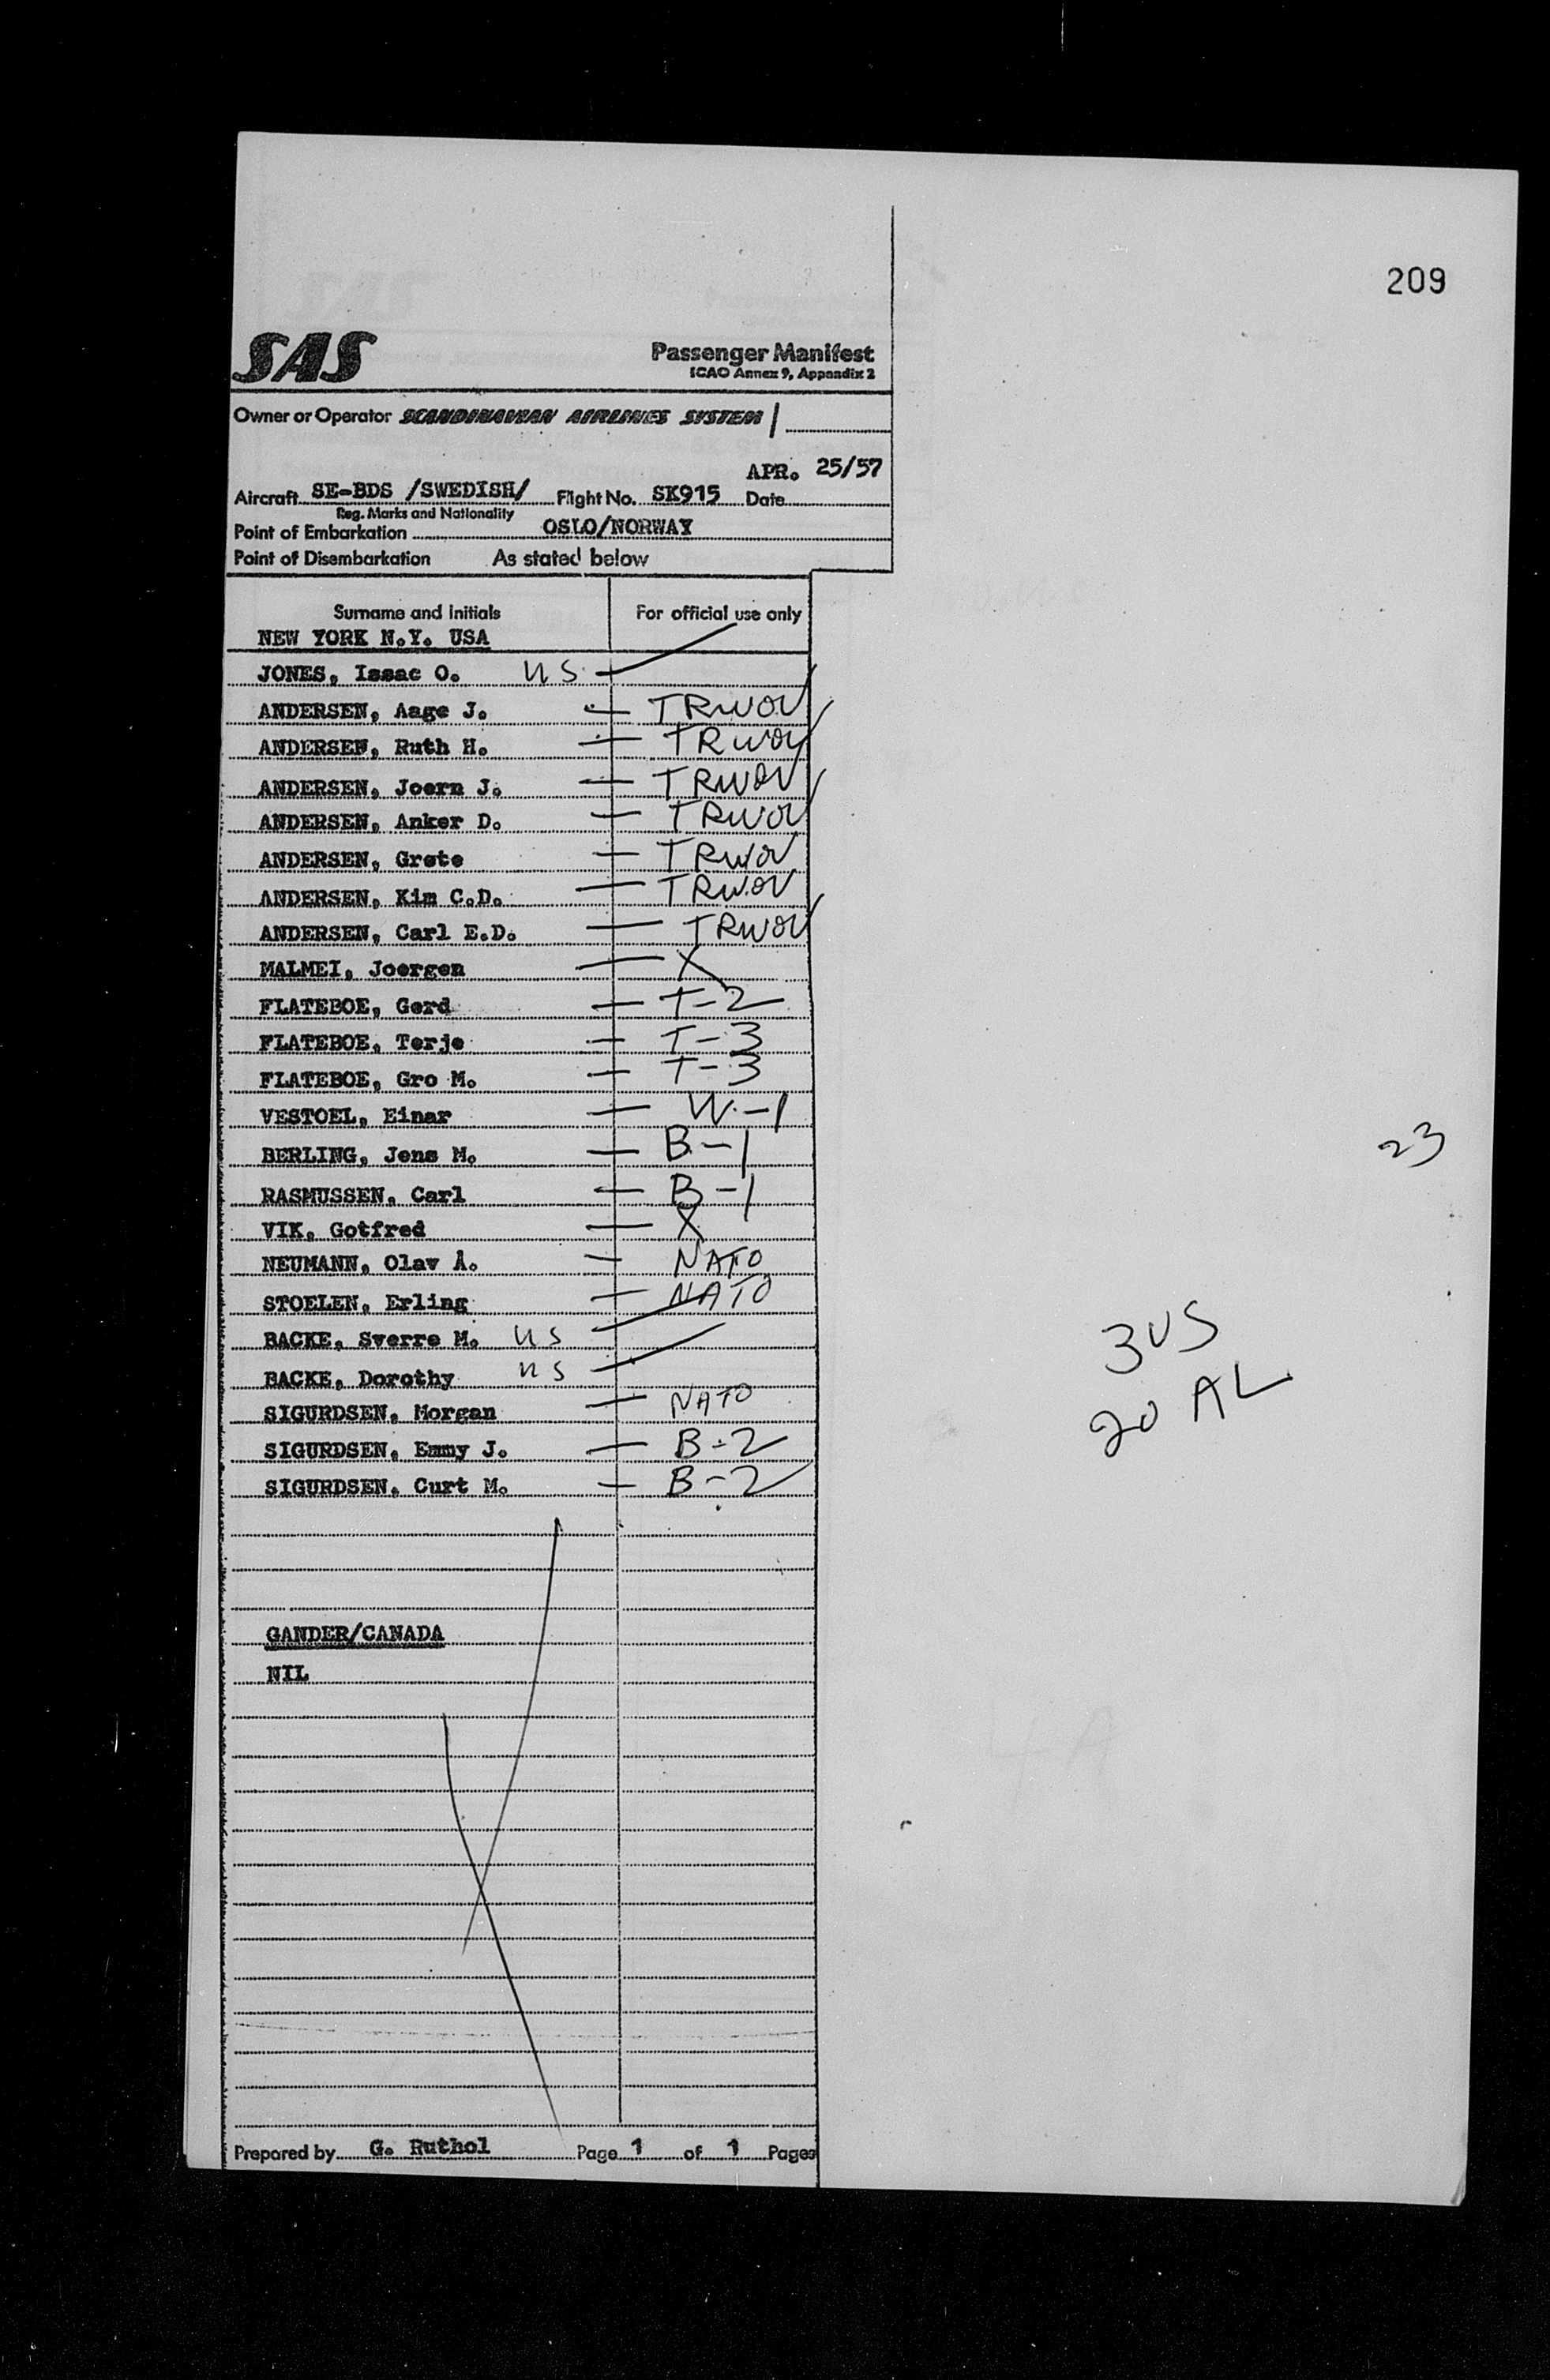 209
SAS
Passenger Manifest
ICAO Annex 9, Appendix 2
Owner or Operator SCANDINAVIAN AIRLINES SYSTEM
APR. 25/57
Aircraft SE-BDS /SWEDISH/ Flight No. SK915 Date
Reg. Marks and Nationality
Point of Embarkation OSLO/NORWAY
Point of Disembarkation As stated below
Surname and initials For official use only
NEW YORK N.Y. USA
JONES, Isaac O. US
ANDERSEN, Aage J. TRWOV
ANDERSEN, Ruth H. TRWOV
ANDERSEN, Joern J. TRWOV
ANDERSEN, Anker D. TRWOV
ANDERSEN, Grete TRWOV
ANDERSEN, Kim C.D. TRWOV
ANDERSEN, Carl E.D. TRWOV
MALMEI, Joergen X
FLATEBOE, Gerd T-2
FLATEBOE, Terje T-3
FLATEBOE, Gro M. T-3
VESTOEL, Einar W-1
BERLING, Jens M. B-1
23
RASMUSSEN, Carl B-1
VIK, Gotfred X
NEUMANN, Olav Å. NATO
STOELEN, Erling NATO
BACKE, Sverre M. US
3 US
BACKE, Dorothy US
SIGURDSEN, Morgan NATO
20 AL
SIGURDSEN, Emmy J. B-2
SIGURDSEN, Curt M. B-2
GANDER/CANADA
NIL
Prepared by G. Ruthol Page 1 of 1 Pages